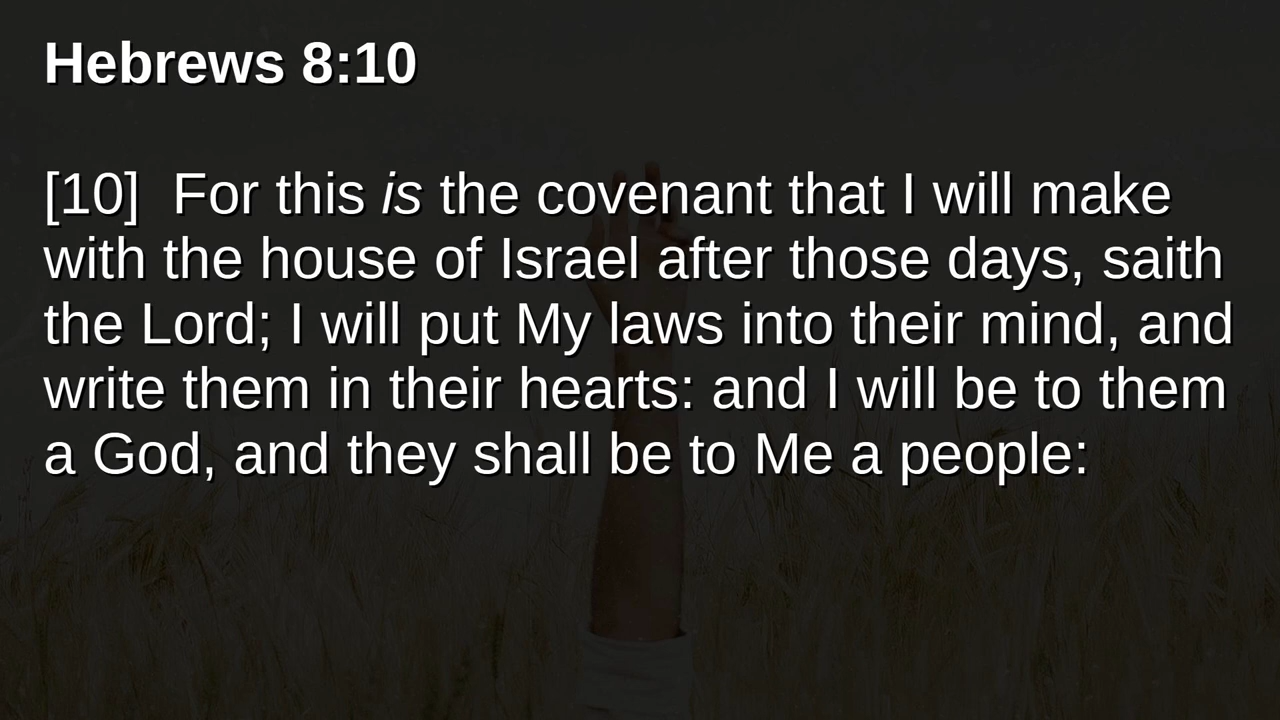 Hebrews 8:10
[10]  For this is the covenant that I will make
with the house of Israel after those days, saith
the Lord; I will put My laws into their mind, and
write them in their hearts: and I will be to them
a God, and they shall be to Me a people: